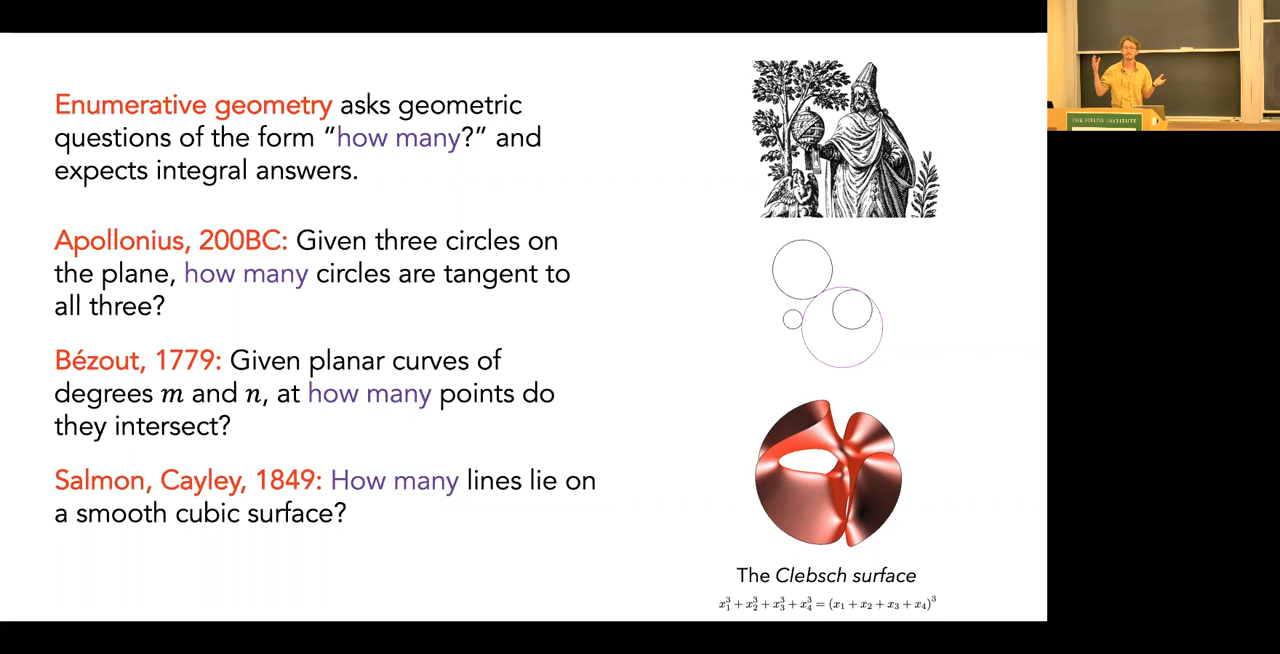 Enumerative geometry asks geometric
questions of the form “how many?” and
expects integral answers.
Apollonius, 200BC: Given three circles on
the plane, how many circles are tangent to
all three?
Bézout, 1779: Given planar curves of
degrees m and n, at how many points do
they intersect?
Salmon, Cayley, 1849: How many lines lie on
a smooth cubic surface?
The Clebsch surface
x₁³ + x₂³ + x₃³ + x₄³ = (x₁ + x₂ + x₃ + x₄)³
THE FIELDS INSTITUTE